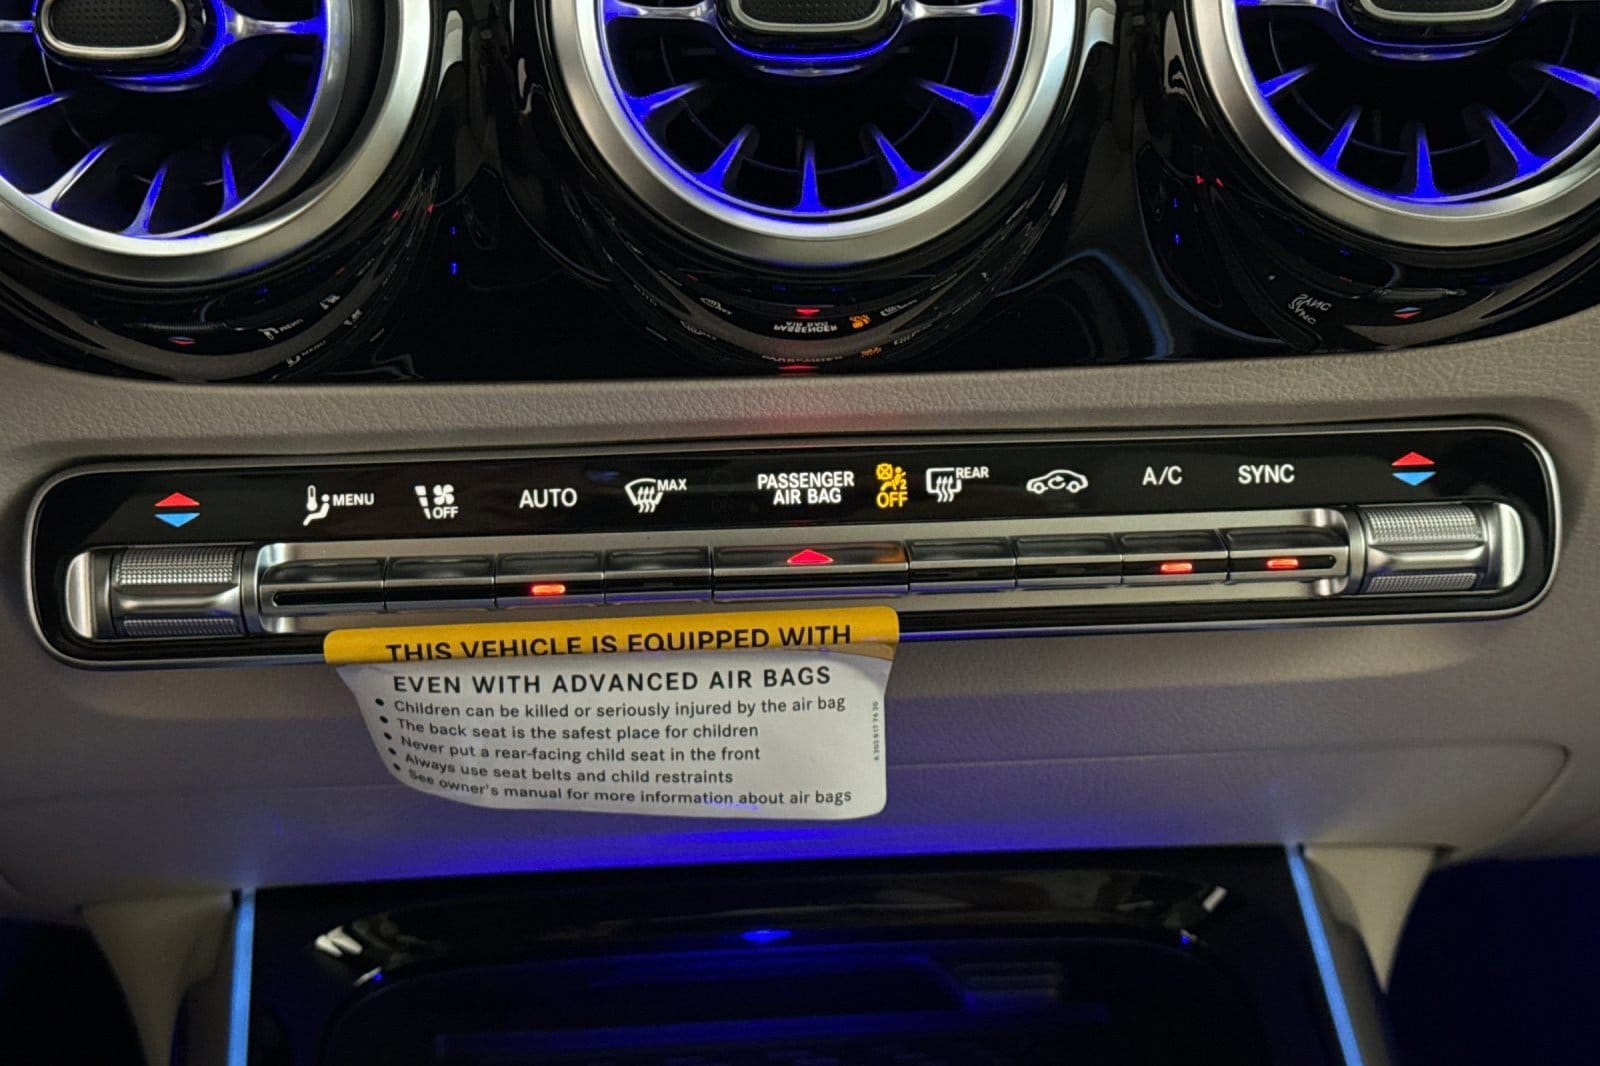 MENU
OFF
AUTO
MAX
PASSENGER
AIR BAG
2
OFF
REAR
A/C
SYNC
THIS VEHICLE IS EQUIPPED WITH
EVEN WITH ADVANCED AIR BAGS
• Children can be killed or seriously injured by the air bag
• The back seat is the safest place for children
• Never put a rear-facing child seat in the front
• Always use seat belts and child restraints
• See owner's manual for more information about air bags